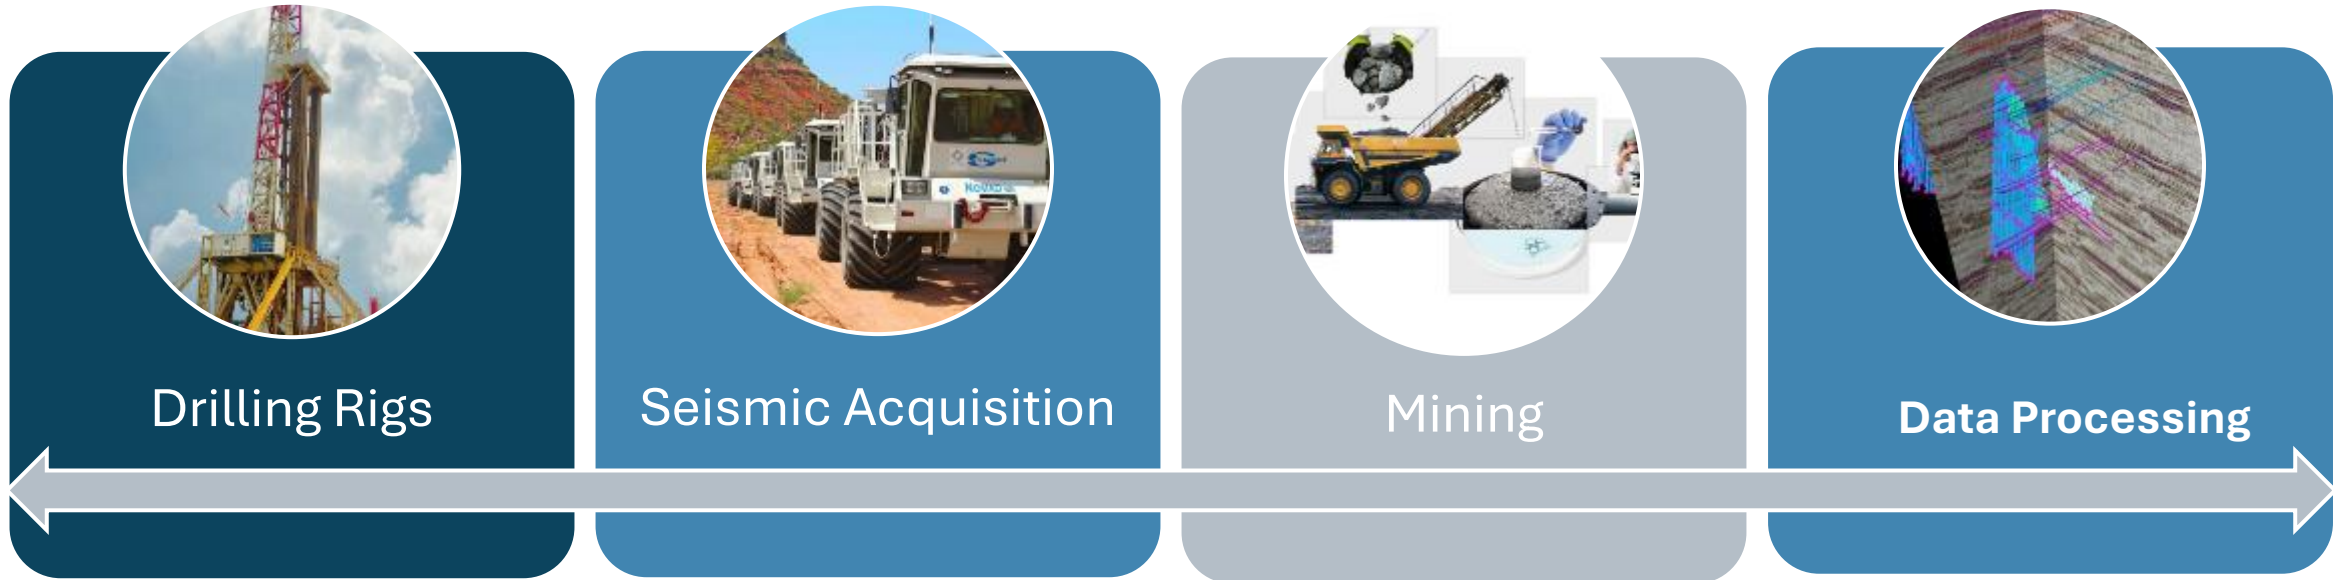 Drilling Rigs
Seismic Acquisition
Mining
Data Processing